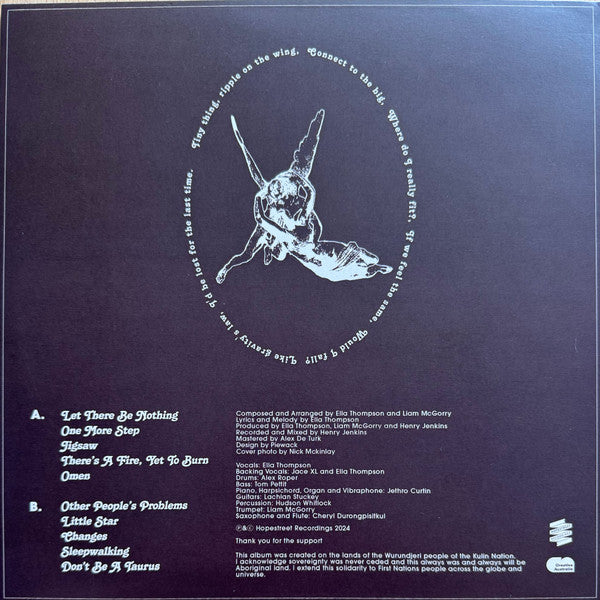 Tiny thing, ripple on the wing. Connect to the big. Where do I really fit? If we feel the same, Would I fall? Like gravity's law, I'd be lost for the last time.
A.
Let There Be Nothing
One More Step
Jigsaw
There's A Fire, Yet To Burn
Omen
B.
Other People's Problems
Little Star
Changes
Sleepwalking
Don't Be A Taurus
Composed and Arranged by Ella Thompson and Liam McGorry
Lyrics and Melody by Ella Thompson
Produced by Ella Thompson, Liam McGorry and Henry Jenkins
Recorded and Mixed by Henry Jenkins
Mastered by Alex De Turk
Design by Piewack
Cover photo by Nick Mckinlay
Vocals: Ella Thompson
Backing Vocals: Jace XL and Ella Thompson
Drums: Alex Roper
Bass: Tom Pettit
Piano, Harpsichord, Organ and Vibraphone: Jethro Curtin
Guitars: Lachlan Stuckey
Percussion: Hudson Whitlock
Trumpet: Liam McGorry
Saxophone and Flute: Cheryl Durongpisitkul
Ⓟ&© Hopestreet Recordings 2024
Thank you for the support
This album was created on the lands of the Wurundjeri people of the Kulin Nation.
I acknowledge sovereignty was never ceded and this always was and always will be
Aboriginal land. I extend this solidarity to First Nations people across the globe and
universe.
Creative
Australia